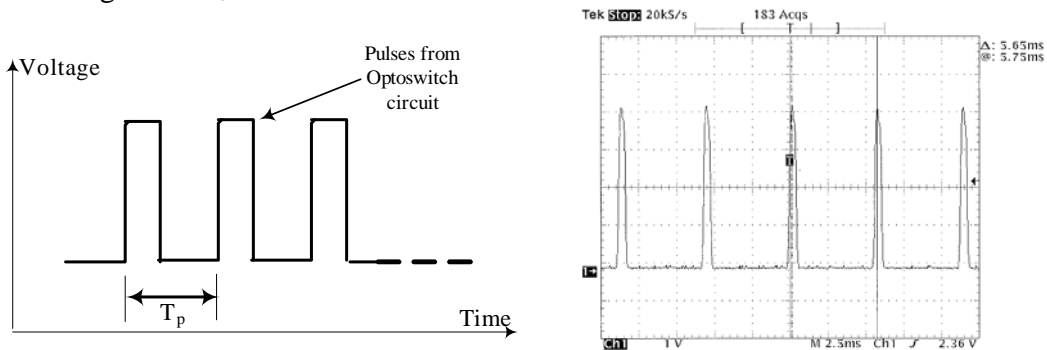 Voltage
Pulses from
Optoswitch
circuit
T_p
Time
Tek Stop: 20kS/s 183 Acqs
[ T ]
Δ: 5.65ms
@: 5.75ms
T
1→
Ch1 1 V M 2.5ms Ch1 2.36 V